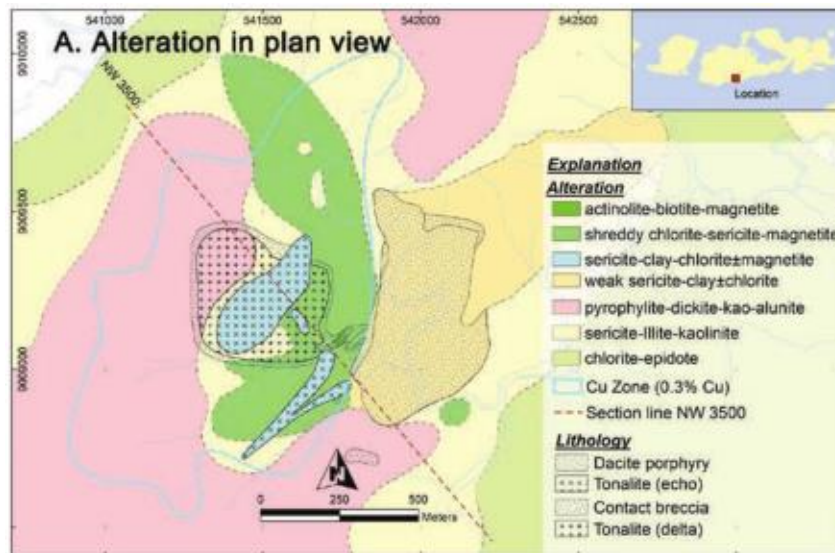 541000 541500 542000 542500
9010000
A. Alteration in plan view
NW 3500
Location
9009500
9009000
Explanation
Alteration
actinolite-biotite-magnetite
shreddy chlorite-sericite-magnetite
sericite-clay-chlorite±magnetite
weak sericite-clay±chlorite
pyrophylite-dickite-kao-alunite
sericite-Illite-kaolinite
chlorite-epidote
Cu Zone (0.3% Cu)
Section line NW 3500
Lithology
Dacite porphyry
Tonalite (echo)
Contact breccia
Tonalite (delta)
N
0 250 500
Meters